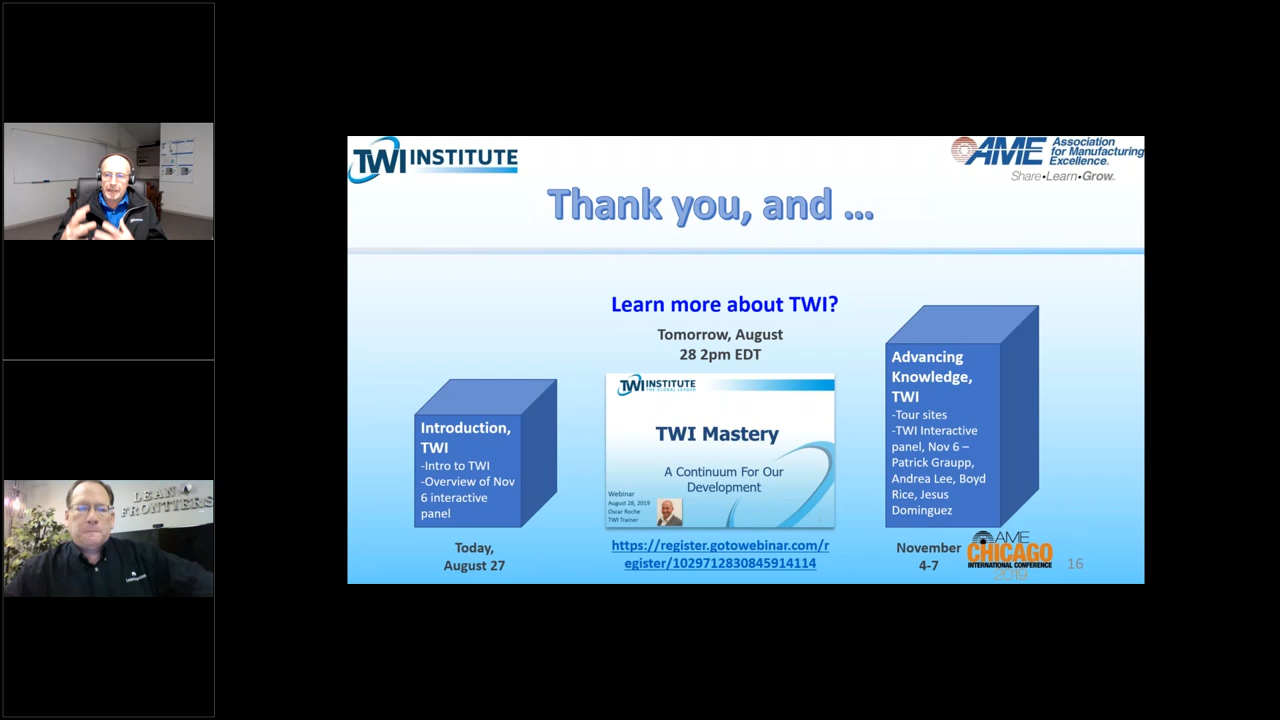 TWI INSTITUTE
AME Association
for Manufacturing
Excellence.
Share•Learn•Grow.
Thank you, and ...
Learn more about TWI?
Tomorrow, August
28 2pm EDT
Introduction,
TWI
-Intro to TWI
-Overview of Nov
6 interactive
panel
Today,
August 27
TWI INSTITUTE
THE GLOBAL LEADER
TWI Mastery
A Continuum For Our
Development
Webinar
August 28, 2019
Oscar Roche
TWI Trainer
https://register.gotowebinar.com/r
egister/1029712830845914114
Advancing
Knowledge,
TWI
-Tour sites
-TWI Interactive
panel, Nov 6 –
Patrick Graupp,
Andrea Lee, Boyd
Rice, Jesus
Dominguez
November
4-7
AME
CHICAGO
INTERNATIONAL CONFERENCE
2019
16
LEAN
FRONTIERS